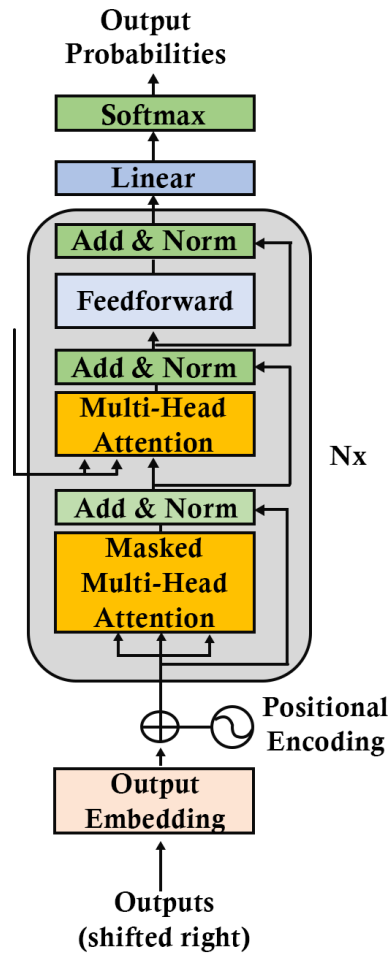 Output
Probabilities
Softmax
Linear
Add & Norm
Feedforward
Add & Norm
Multi-Head
Attention
Nx
Add & Norm
Masked
Multi-Head
Attention
Positional
Encoding
Output
Embedding
Outputs
(shifted right)